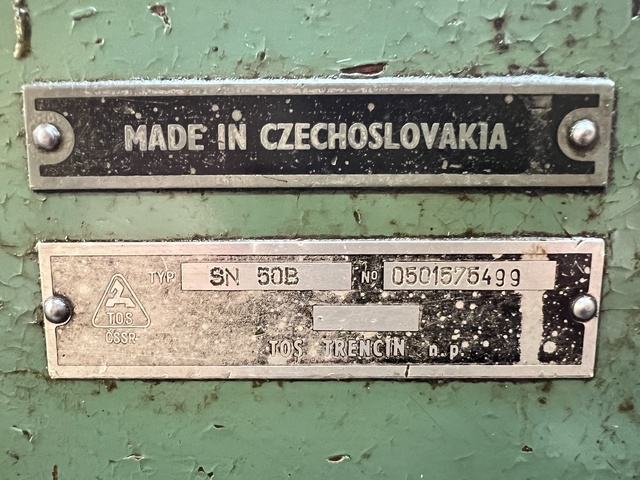 MADE IN CZECHOSLOVAKIA
TYP SN 50B Nº 0501575499
TOS
ČSSR
TOS TRENČÍN n.p.